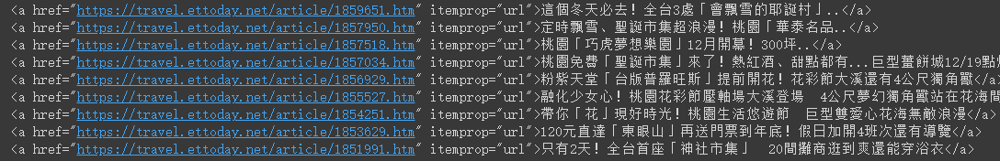 <a href="https://travel.ettoday.net/article/1859651.htm" itemprop="url">這個冬天必去! 全台3處「會飄雪的耶誕村」..</a>
<a href="https://travel.ettoday.net/article/1857950.htm" itemprop="url">定時飄雪、聖誕市集超浪漫! 桃園「華泰名品..</a>
<a href="https://travel.ettoday.net/article/1857518.htm" itemprop="url">桃園「巧虎夢想樂園」12月開幕! 300坪..</a>
<a href="https://travel.ettoday.net/article/1857034.htm" itemprop="url">桃園免費「聖誕市集」來了! 熱紅酒、甜點都有...巨型薑餅城12/19點
<a href="https://travel.ettoday.net/article/1856929.htm" itemprop="url">粉紫天堂「台版普羅旺斯」提前開花! 花彩節大溪還有4公尺獨角獸</a
<a href="https://travel.ettoday.net/article/1855527.htm" itemprop="url">融化少女心! 桃園花彩節壓軸場大溪登場　4公尺夢幻獨角獸站在花海間
<a href="https://travel.ettoday.net/article/1854251.htm" itemprop="url">帶你「花」現好時光! 桃園生活悠遊節　巨型雙愛心花海無敵浪漫</a>
<a href="https://travel.ettoday.net/article/1853629.htm" itemprop="url">120元直達「東眼山」再送門票到年底! 假日加開4班次還有導覽</a>
<a href="https://travel.ettoday.net/article/1851991.htm" itemprop="url">只有2天! 全台首座「神社市集」　20間攤商逛到爽還能穿浴衣</a>